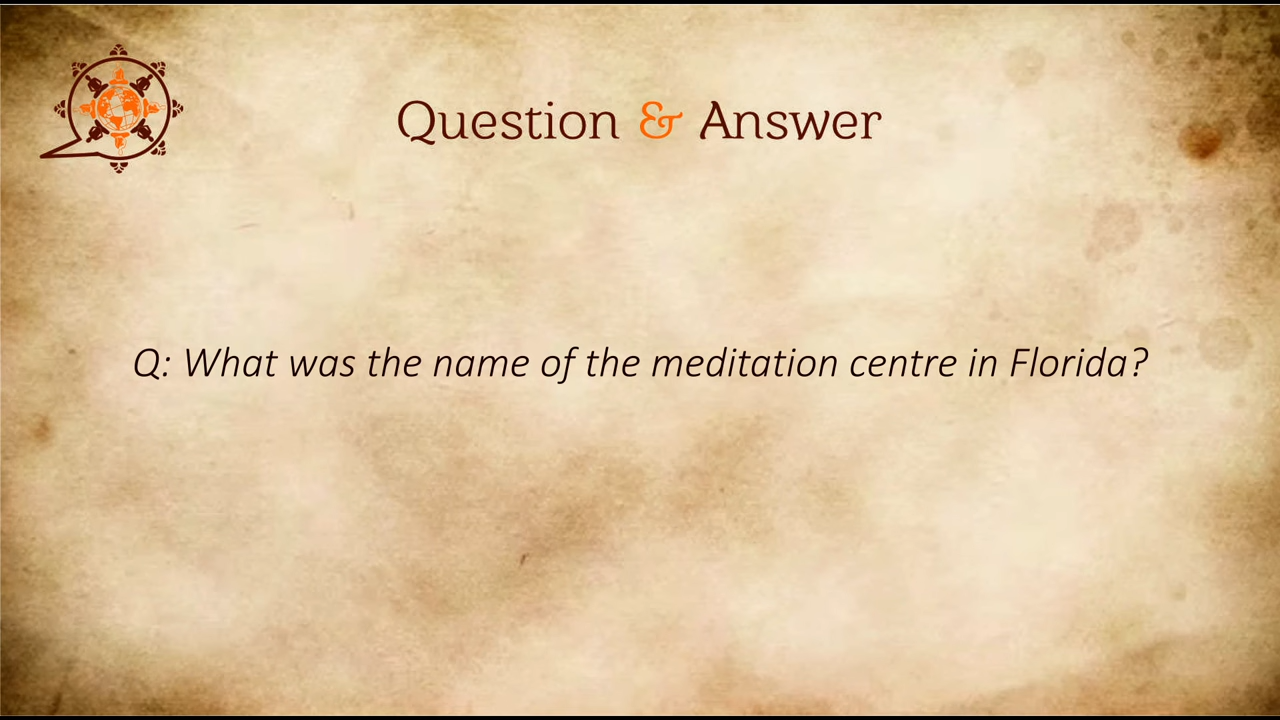 Question & Answer
Q: What was the name of the meditation centre in Florida?